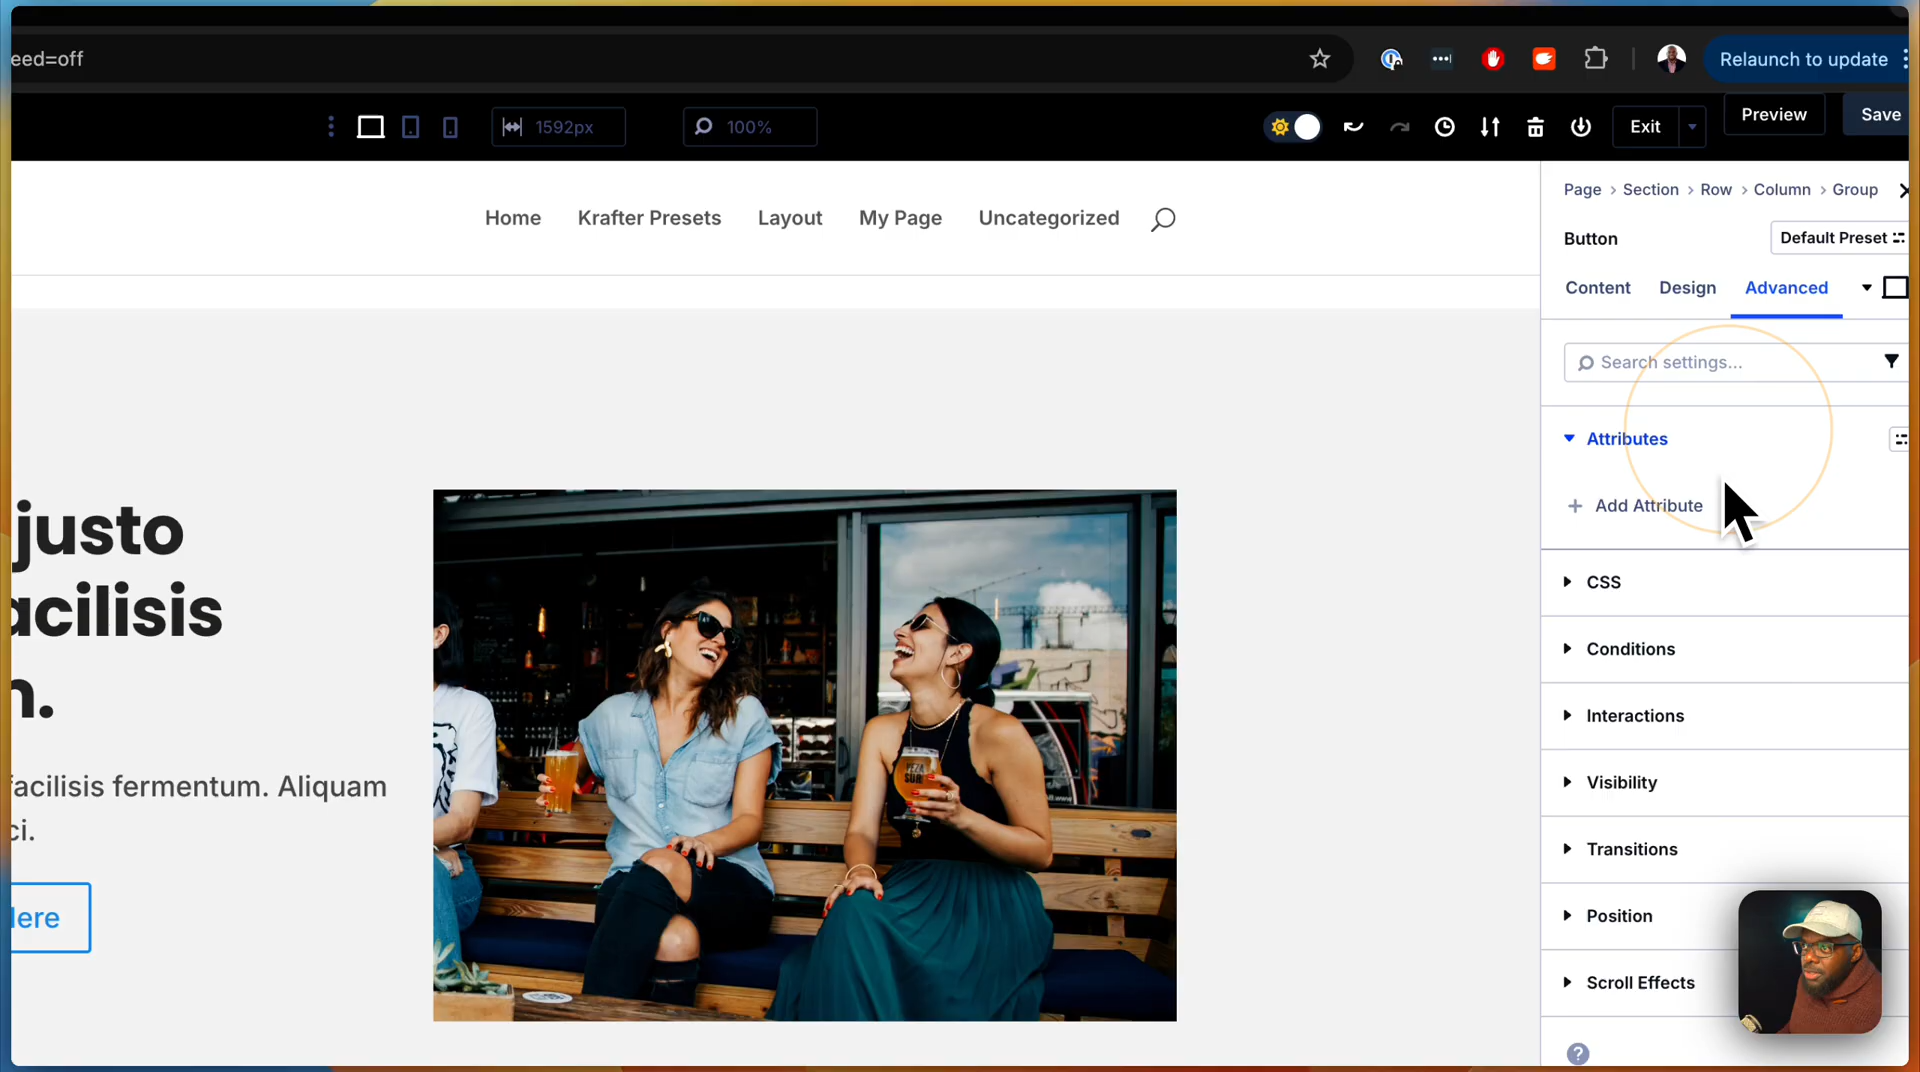 eed=off
Relaunch to update
1592px
100%
Exit
Preview
Save
Home
Krafter Presets
Layout
My Page
Uncategorized
Page > Section > Row > Column > Group
Button
Default Preset
Content
Design
Advanced
Search settings...
Attributes
+ Add Attribute
CSS
Conditions
Interactions
Visibility
Transitions
Position
Scroll Effects
?
justo
acilisis
n.
facilisis fermentum. Aliquam
ci.
Here